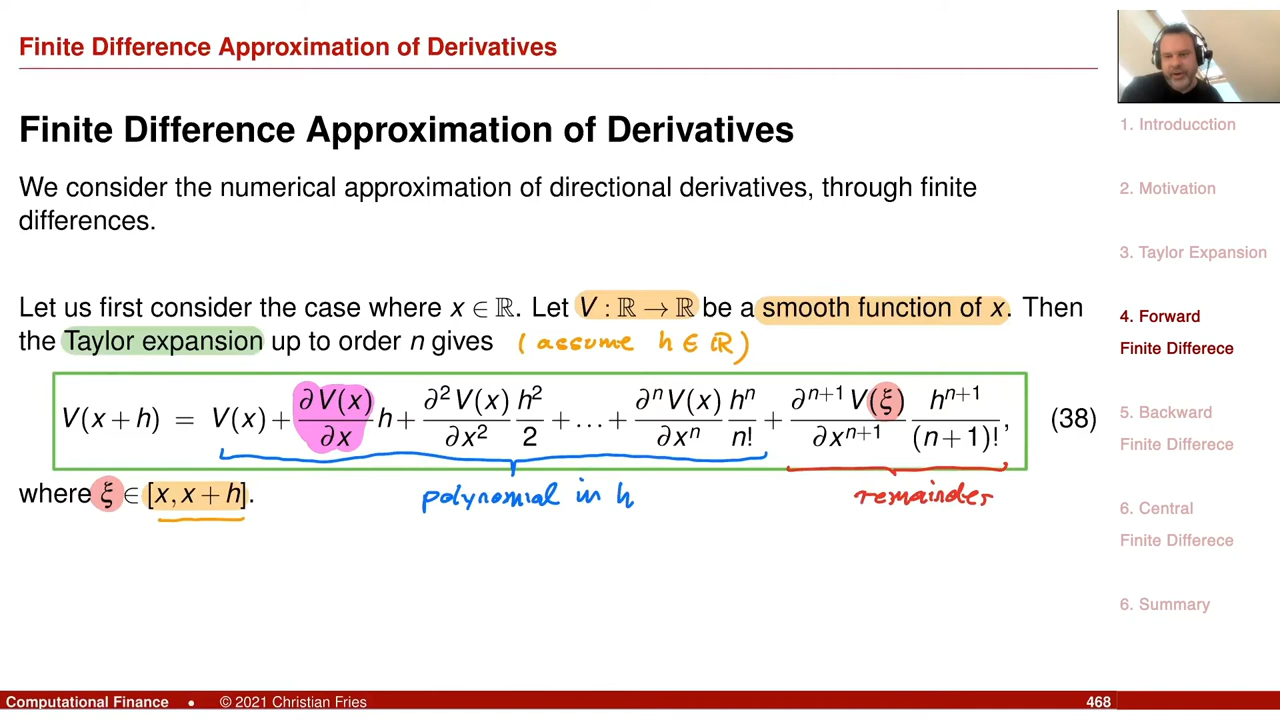 Finite Difference Approximation of Derivatives
Finite Difference Approximation of Derivatives
We consider the numerical approximation of directional derivatives, through finite
differences.
Let us first consider the case where x ∈ ℝ. Let V : ℝ → ℝ be a smooth function of x. Then
the Taylor expansion up to order n gives (assume h ∈ ℝ)
V(x + h) = V(x) + ∂V(x)/∂x h + ∂²V(x)/∂x² h²/2 + … + ∂ⁿV(x)/∂xⁿ hⁿ/n! + ∂ⁿ⁺¹V(ξ)/∂xⁿ⁺¹ hⁿ⁺¹/(n+1)!, (38)
where ξ ∈ [x, x + h].
polynomial in h
remainder
1. Introducction
2. Motivation
3. Taylor Expansion
4. Forward
Finite Differece
5. Backward
Finite Differece
6. Central
Finite Differece
6. Summary
Computational Finance • © 2021 Christian Fries 468